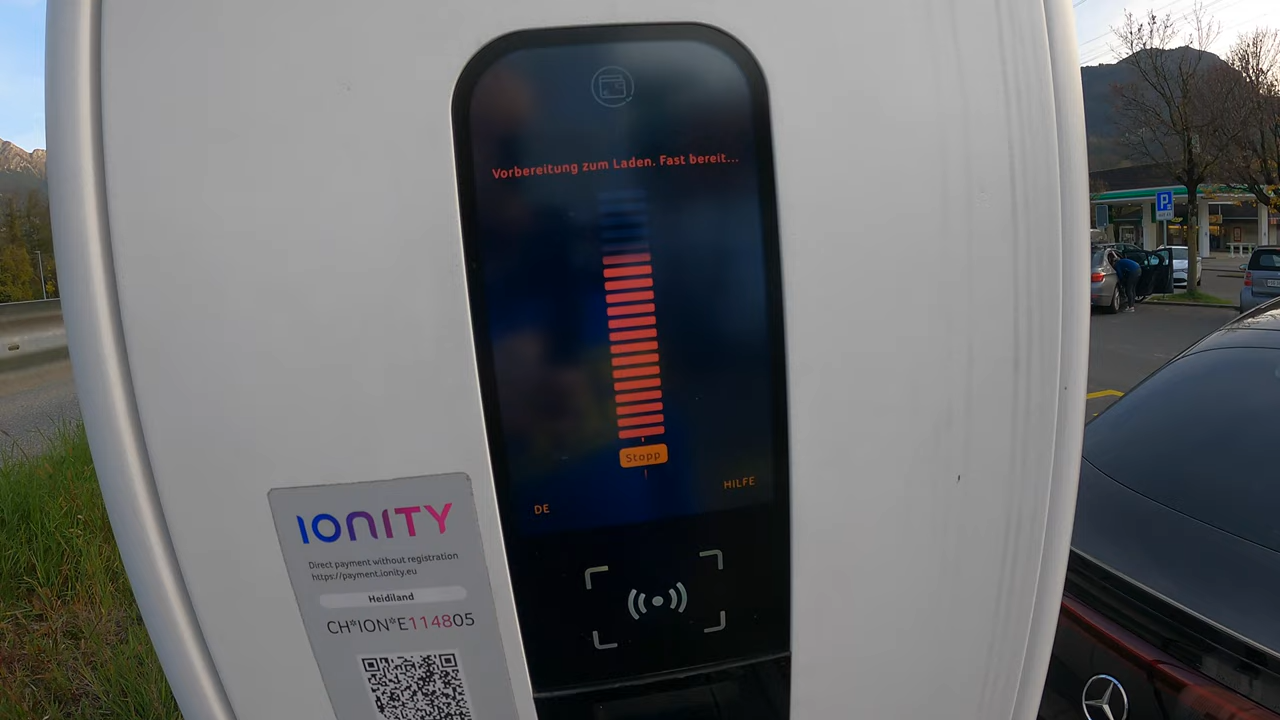 Vorbereitung zum Laden. Fast bereit...
Stopp
HILFE
DE
IONITY
Direct payment without registration
https://payment.ionity.eu
Heidiland
CH*ION*E114805
P